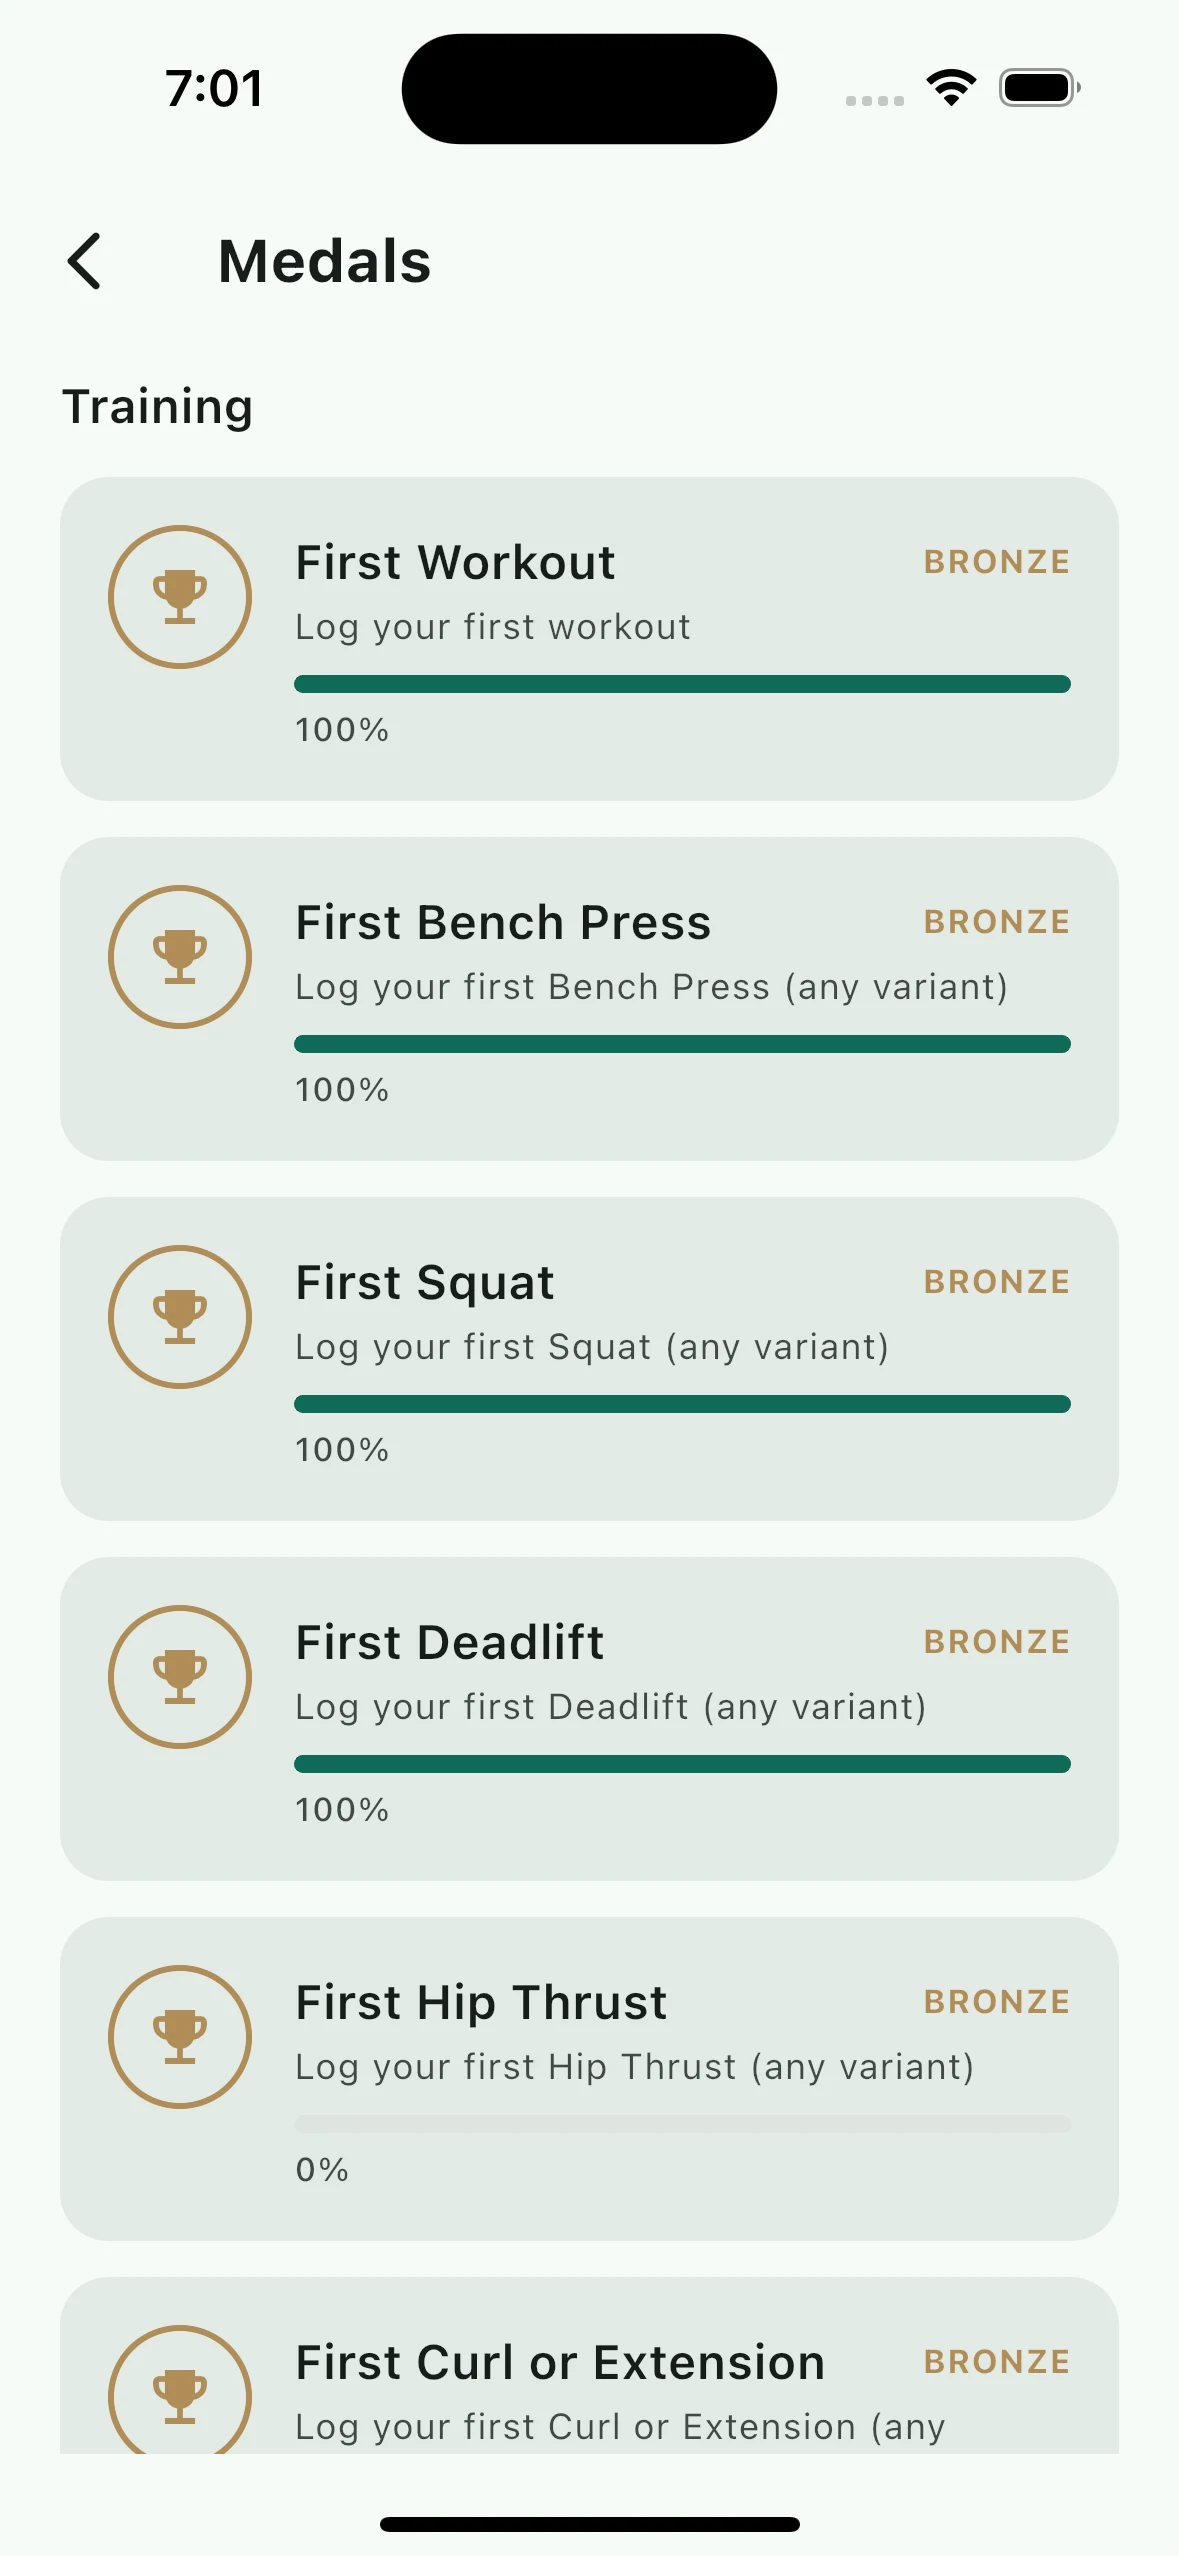 7:01
Medals
Training
First Workout
BRONZE
Log your first workout
100%
First Bench Press
BRONZE
Log your first Bench Press (any variant)
100%
First Squat
BRONZE
Log your first Squat (any variant)
100%
First Deadlift
BRONZE
Log your first Deadlift (any variant)
100%
First Hip Thrust
BRONZE
Log your first Hip Thrust (any variant)
0%
First Curl or Extension
BRONZE
Log your first Curl or Extension (any